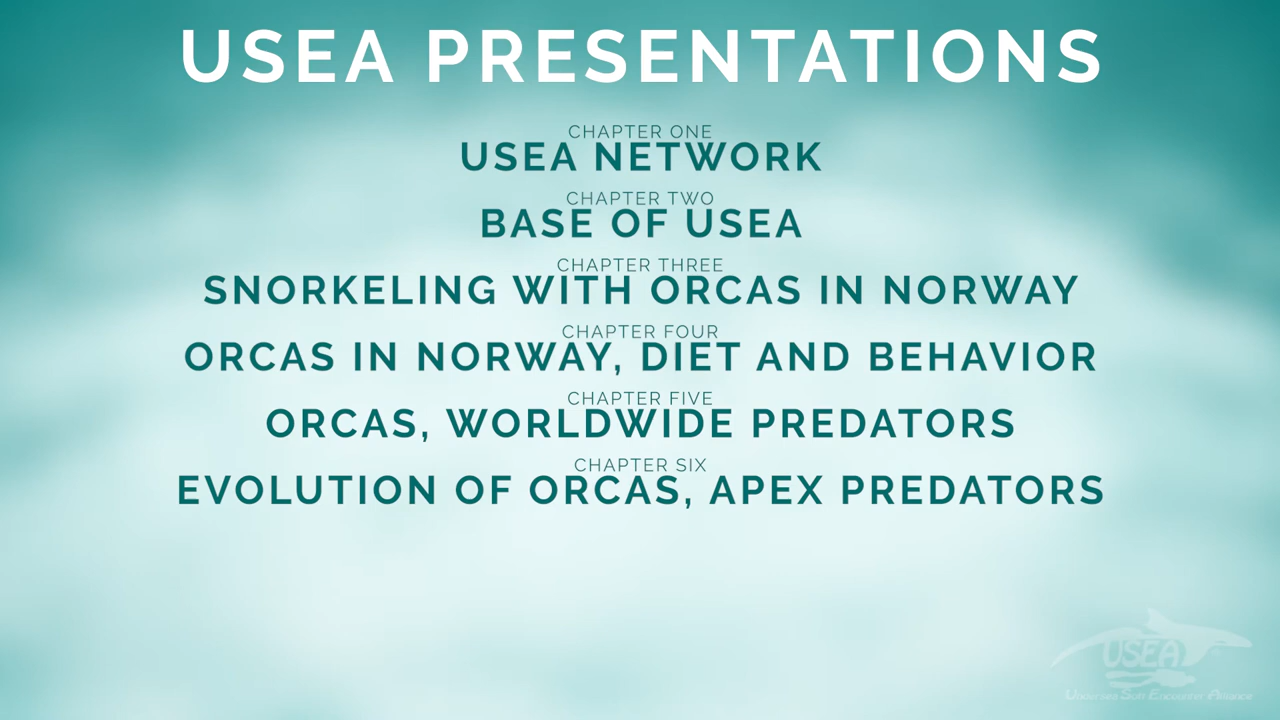 USEA PRESENTATIONS
CHAPTER ONE
USEA NETWORK
CHAPTER TWO
BASE OF USEA
CHAPTER THREE
SNORKELING WITH ORCAS IN NORWAY
CHAPTER FOUR
ORCAS IN NORWAY, DIET AND BEHAVIOR
CHAPTER FIVE
ORCAS, WORLDWIDE PREDATORS
CHAPTER SIX
EVOLUTION OF ORCAS, APEX PREDATORS
USEA
Encounter Alliance